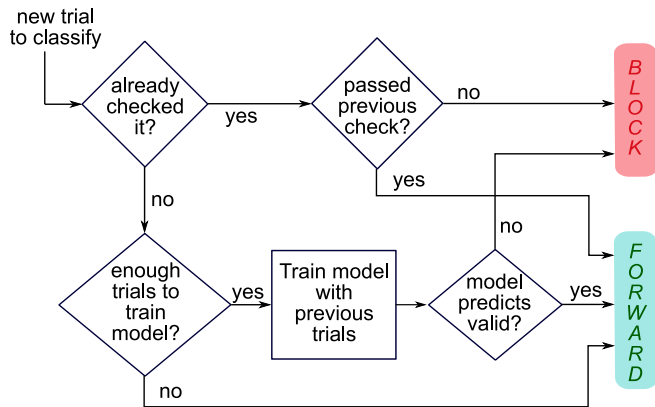 new trial
to classify
already
checked
it?
yes
passed
previous
check?
no
BLOCK
no
yes
no
enough
trials to
train
model?
yes
Train model
with
previous
trials
model
predicts
valid?
yes
FORWARD
no